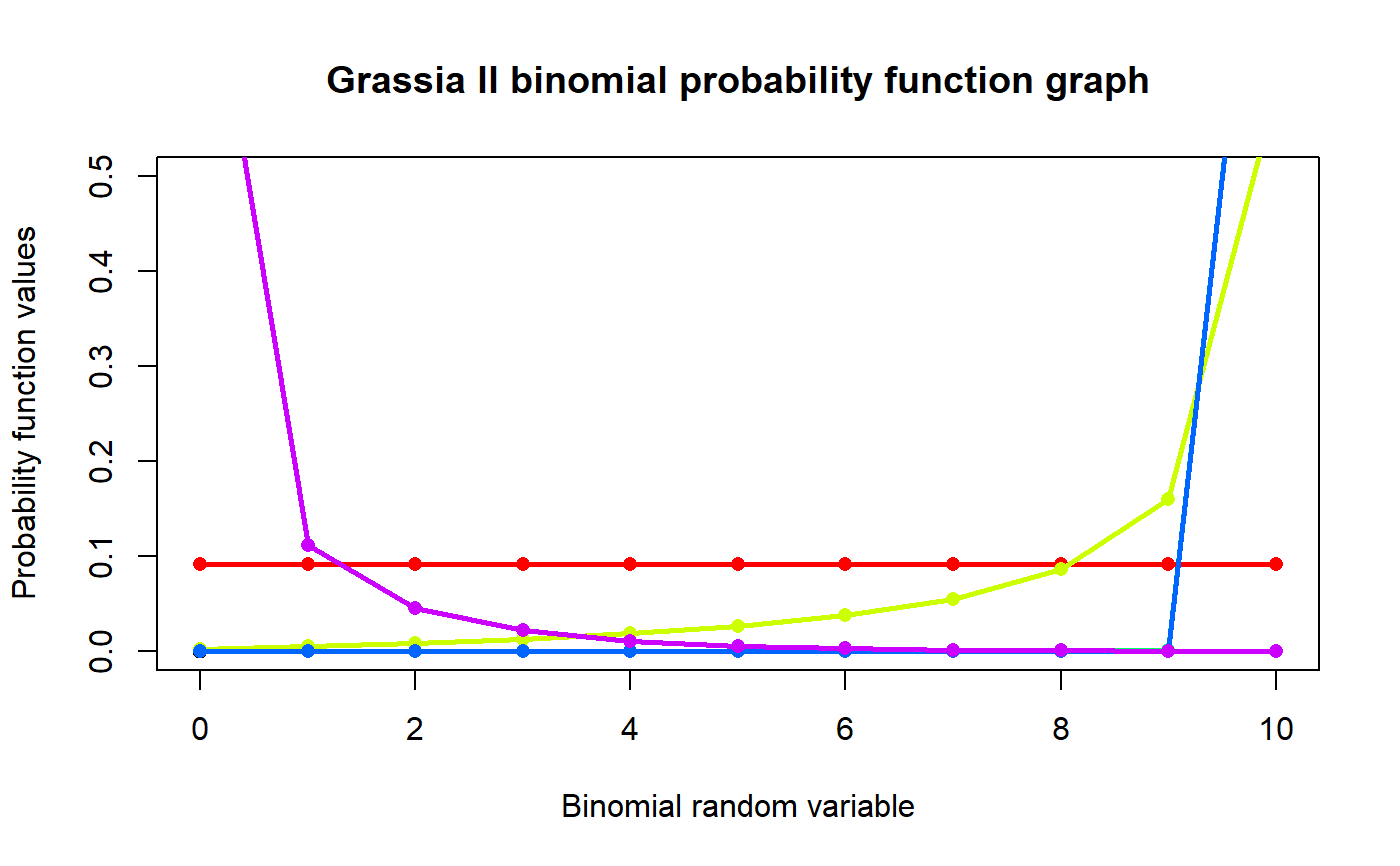 Grassia II binomial probability function graph
Probability function values
0.5
0.4
0.3
0.2
0.1
0.0
0 2 4 6 8 10
Binomial random variable